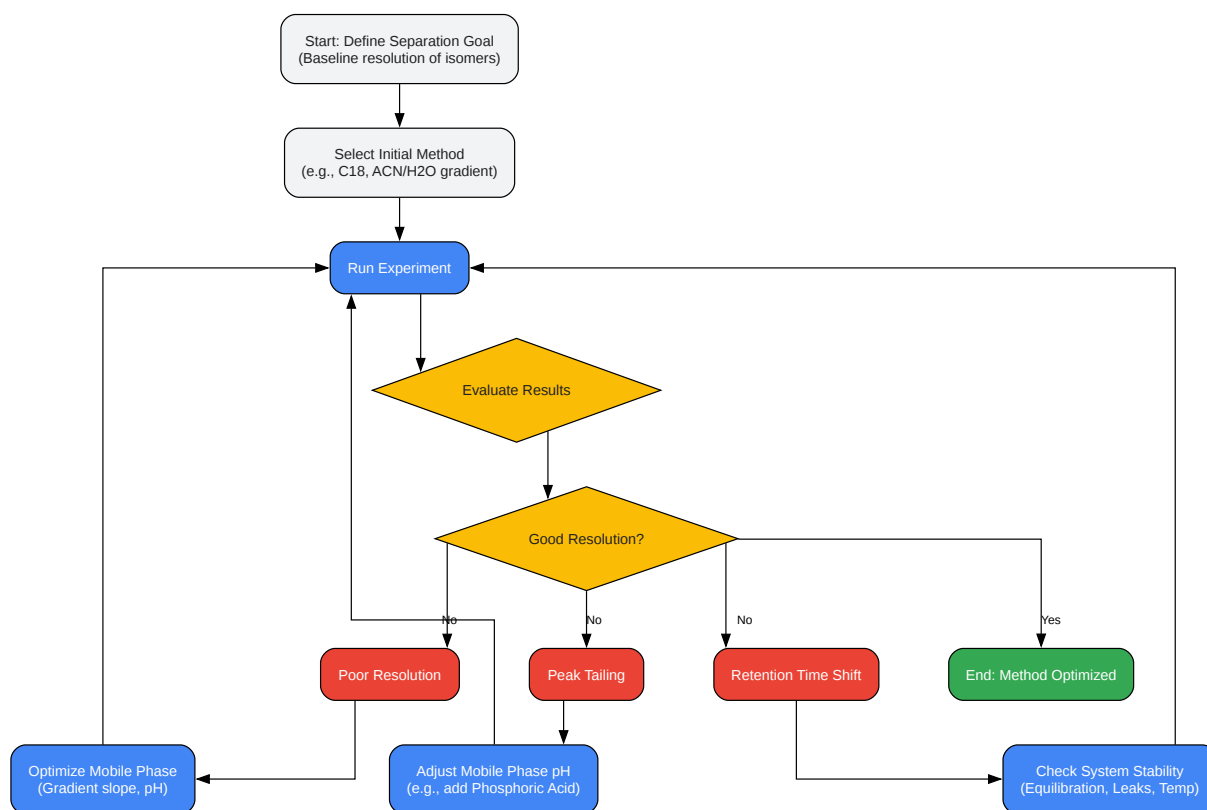 Start: Define Separation Goal
(Baseline resolution of isomers)
Select Initial Method
(e.g., C18, ACN/H2O gradient)
Run Experiment
Evaluate Results
Good Resolution?
No
No
No
Yes
Poor Resolution
Peak Tailing
Retention Time Shift
End: Method Optimized
Optimize Mobile Phase
(Gradient slope, pH)
Adjust Mobile Phase pH
(e.g., add Phosphoric Acid)
Check System Stability
(Equilibration, Leaks, Temp)